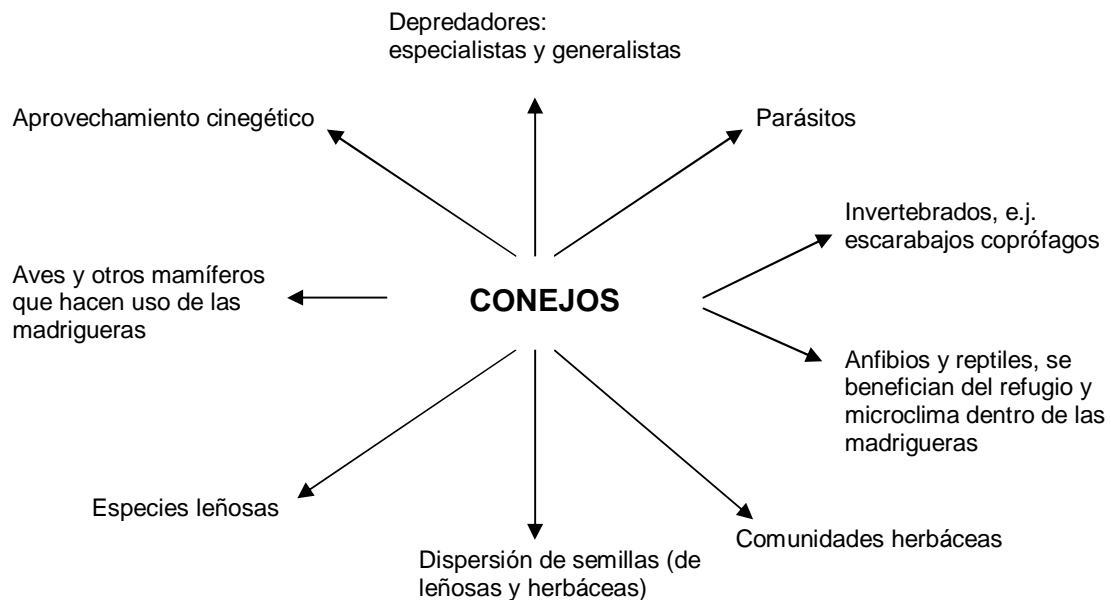 Depredadores:
especialistas y generalistas
Aprovechamiento cinegético
Parásitos
Invertebrados, e.j.
escarabajos coprófagos
Aves y otros mamíferos
que hacen uso de las
madrigueras
CONEJOS
Anfibios y reptiles, se
benefician del refugio y
microclima dentro de las
madrigueras
Especies leñosas
Dispersión de semillas (de
leñosas y herbáceas)
Comunidades herbáceas